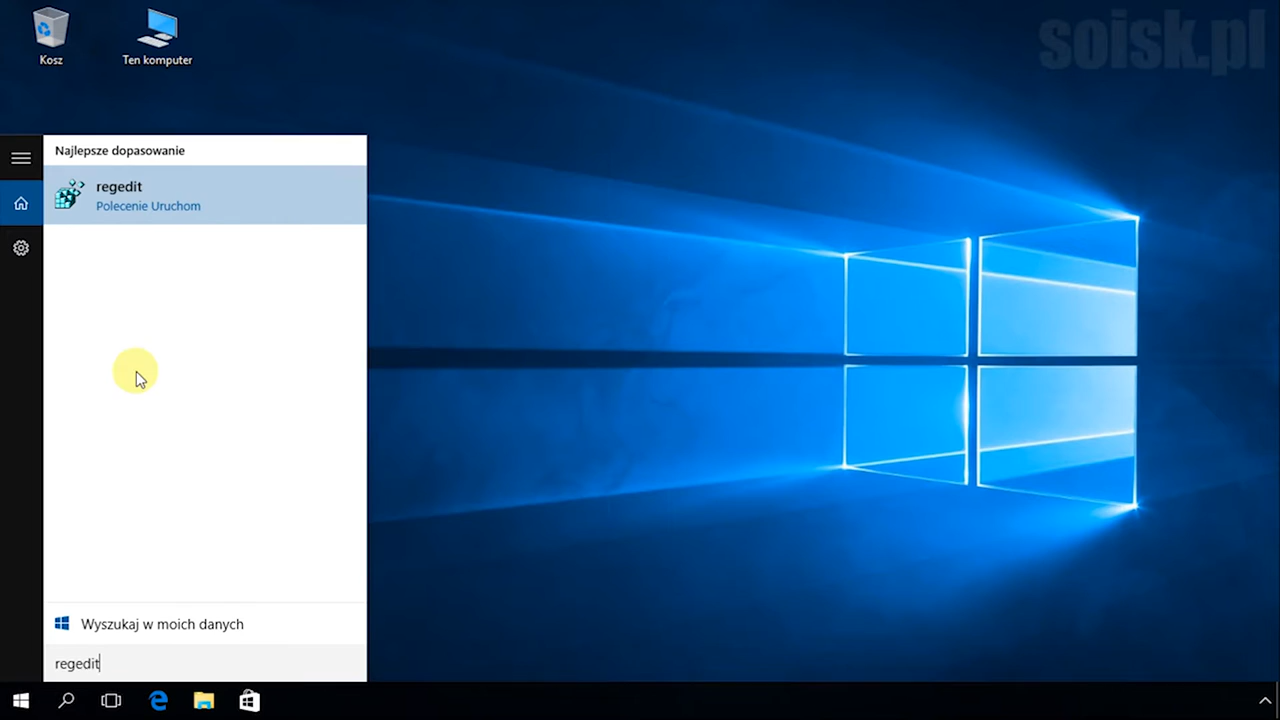 soisk.pl
Kosz
Ten komputer
Najlepsze dopasowanie
regedit
Polecenie Uruchom
Wyszukaj w moich danych
regedit